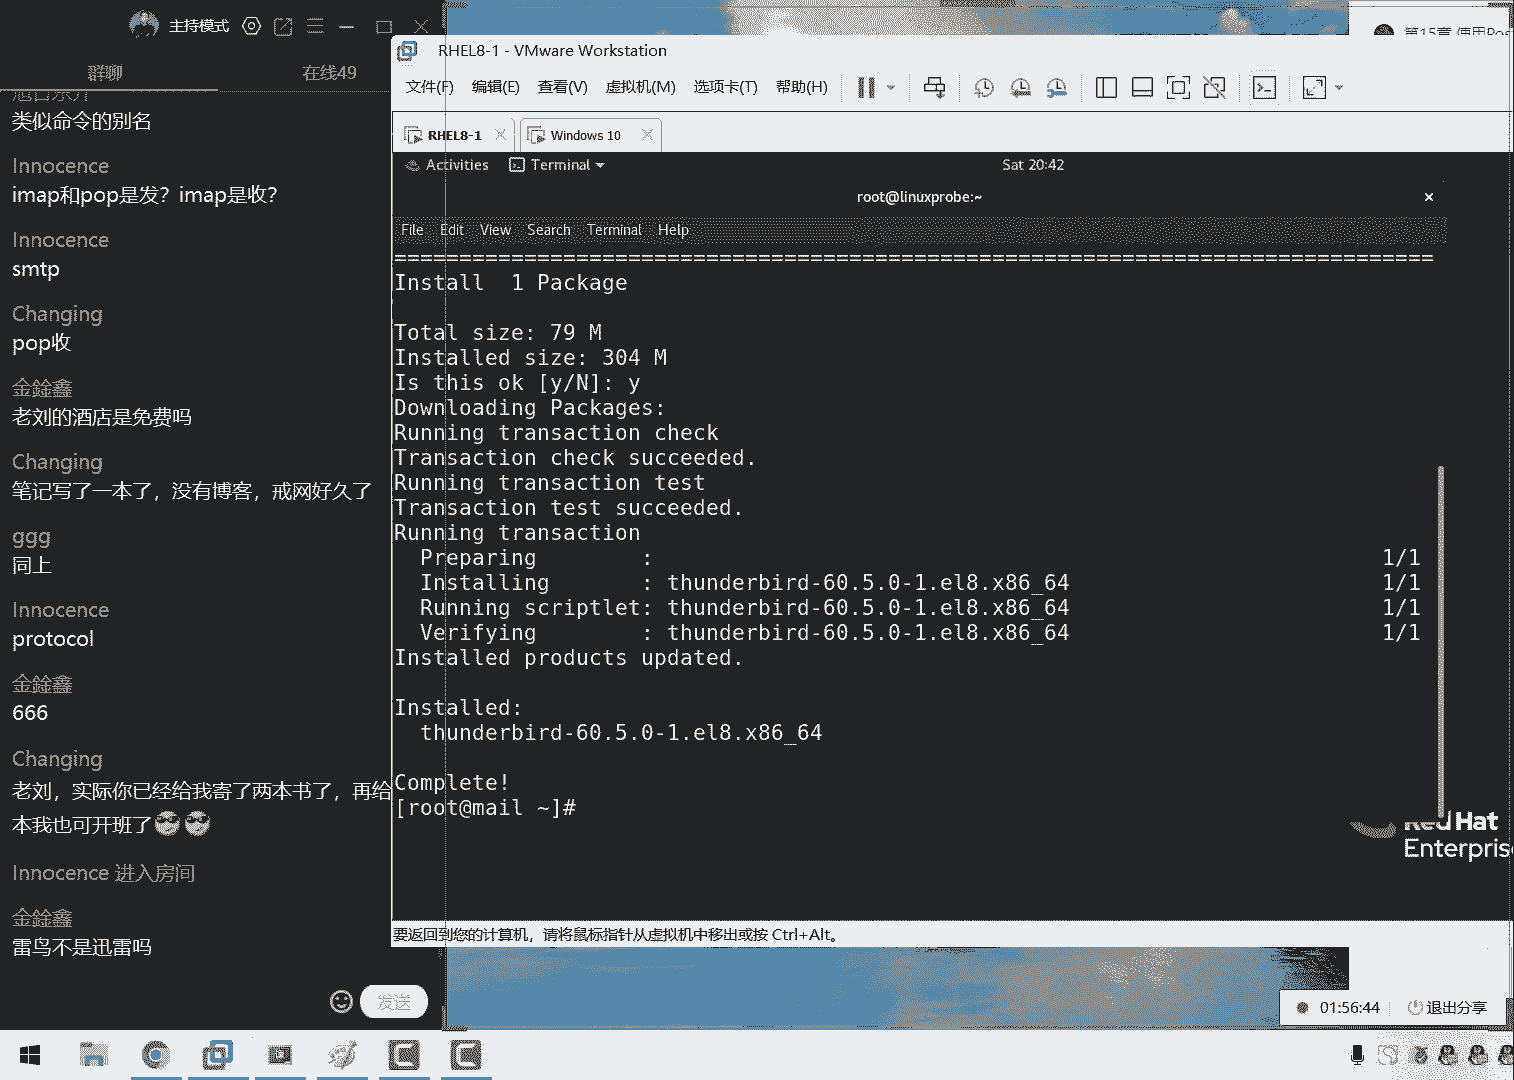 主持模式
群聊
在线49
类似命令的别名
Innocence
imap和pop是发？imap是收？
Innocence
smtp
Changing
pop收
金鍂鑫
老刘的酒店是免费吗
Changing
笔记写了一本了，没有博客，戒网好久了
ggg
同上
Innocence
protocol
金鍂鑫
666
Changing
老刘，实际你已经给我寄了两本书了，再给
本我也可开班了
Innocence 进入房间
金鍂鑫
雷鸟不是迅雷吗
发送
RHEL8-1 - VMware Workstation
文件(F) 编辑(E) 查看(V) 虚拟机(M) 选项卡(T) 帮助(H)
RHEL8-1
Windows 10
Activities
Terminal
Sat 20:42
root@linuxprobe:~
File Edit View Search Terminal Help
================================================================================
Install  1 Package
Total size: 79 M
Installed size: 304 M
Is this ok [y/N]: y
Downloading Packages:
Running transaction check
Transaction check succeeded.
Running transaction test
Transaction test succeeded.
Running transaction
Preparing        : 1/1
Installing       : thunderbird-60.5.0-1.el8.x86_64 1/1
Running scriptlet: thunderbird-60.5.0-1.el8.x86_64 1/1
Verifying        : thunderbird-60.5.0-1.el8.x86_64 1/1
Installed products updated.
Installed:
thunderbird-60.5.0-1.el8.x86_64
Complete!
[root@mail ~]#
RedHat
Enterpris
要返回到您的计算机，请将鼠标指针从虚拟机中移出或按 Ctrl+Alt。
01:56:44
退出分享
第15章 使用Pos